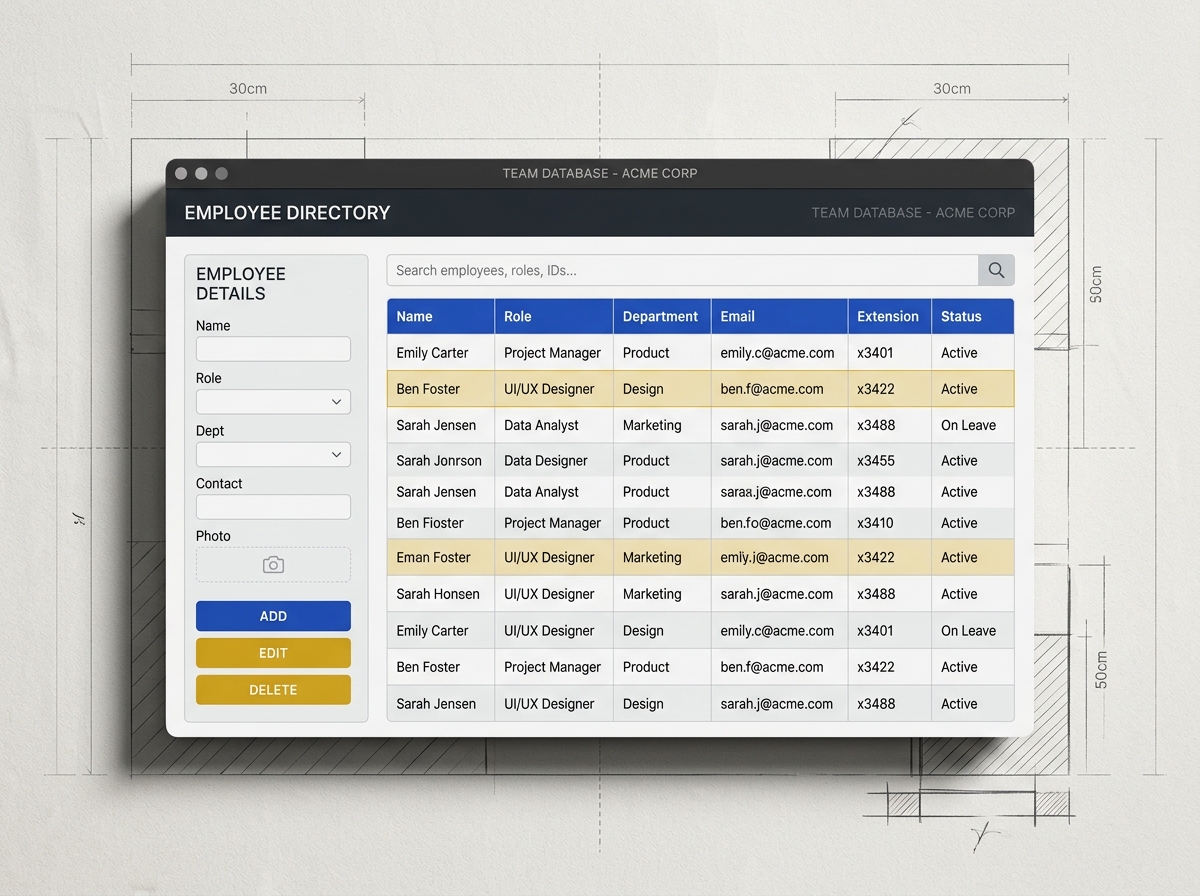 30cm
30cm
TEAM DATABASE - ACME CORP
EMPLOYEE DIRECTORY
TEAM DATABASE - ACME CORP
EMPLOYEE
DETAILS
Name
Role
Dept
Contact
Photo
ADD
EDIT
DELETE
Search employees, roles, IDs...
Name Role Department Email Extension Status
Emily Carter Project Manager Product emily.c@acme.com x3401 Active
Ben Foster UI/UX Designer Design ben.f@acme.com x3422 Active
Sarah Jensen Data Analyst Marketing sarah.j@acme.com x3488 On Leave
Sarah Jonrson Data Designer Product sarah.j@acme.com x3455 Active
Sarah Jensen Data Analyst Product saraa.j@acme.com x3488 Active
Ben Fioster Project Manager Product ben.fo@acme.com x3410 Active
Eman Foster UI/UX Designer Marketing emly.j@acme.com x3422 Active
Sarah Honsen UI/UX Designer Marketing sarah.j@acme.com x3488 Active
Emily Carter UI/UX Designer Design emily.c@acme.com x3401 On Leave
Ben Foster Project Manager Product ben.f@acme.com x3422 Active
Sarah Jensen UI/UX Designer Design sarah.j@acme.com x3488 Active
50cm
50cm